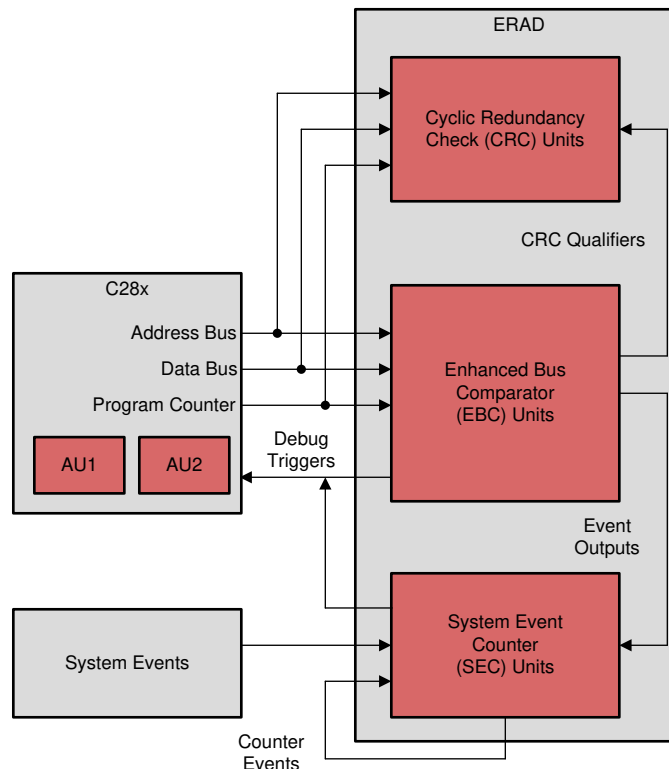 ERAD
Cyclic Redundancy
Check (CRC) Units
CRC Qualifiers
C28x
Address Bus
Data Bus
Program Counter
AU1
AU2
Enhanced Bus
Comparator
(EBC) Units
Debug
Triggers
Event
Outputs
System Events
System Event
Counter
(SEC) Units
Counter
Events